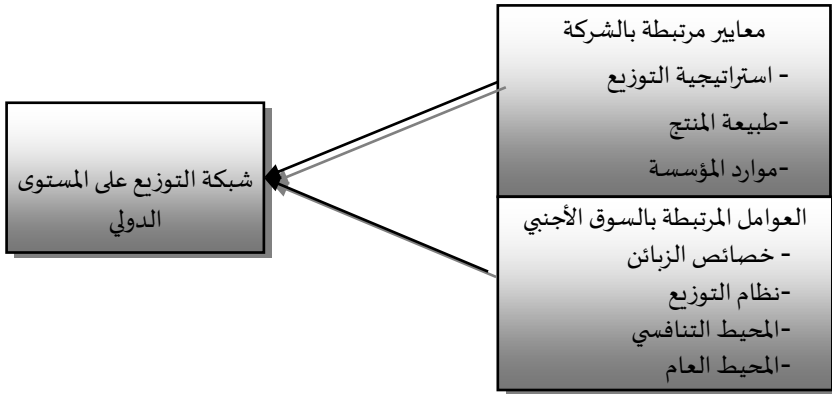 معايير مرتبطة بالشركة
- استراتيجية التوزيع
-طبيعة المنتج
-موارد المؤسسة
العوامل المرتبطة بالسوق الأجنبي
- خصائص الزبائن
-نظام التوزيع
-المحيط التنافسي
-المحيط العام
شبكة التوزيع على المستوى
الدولي